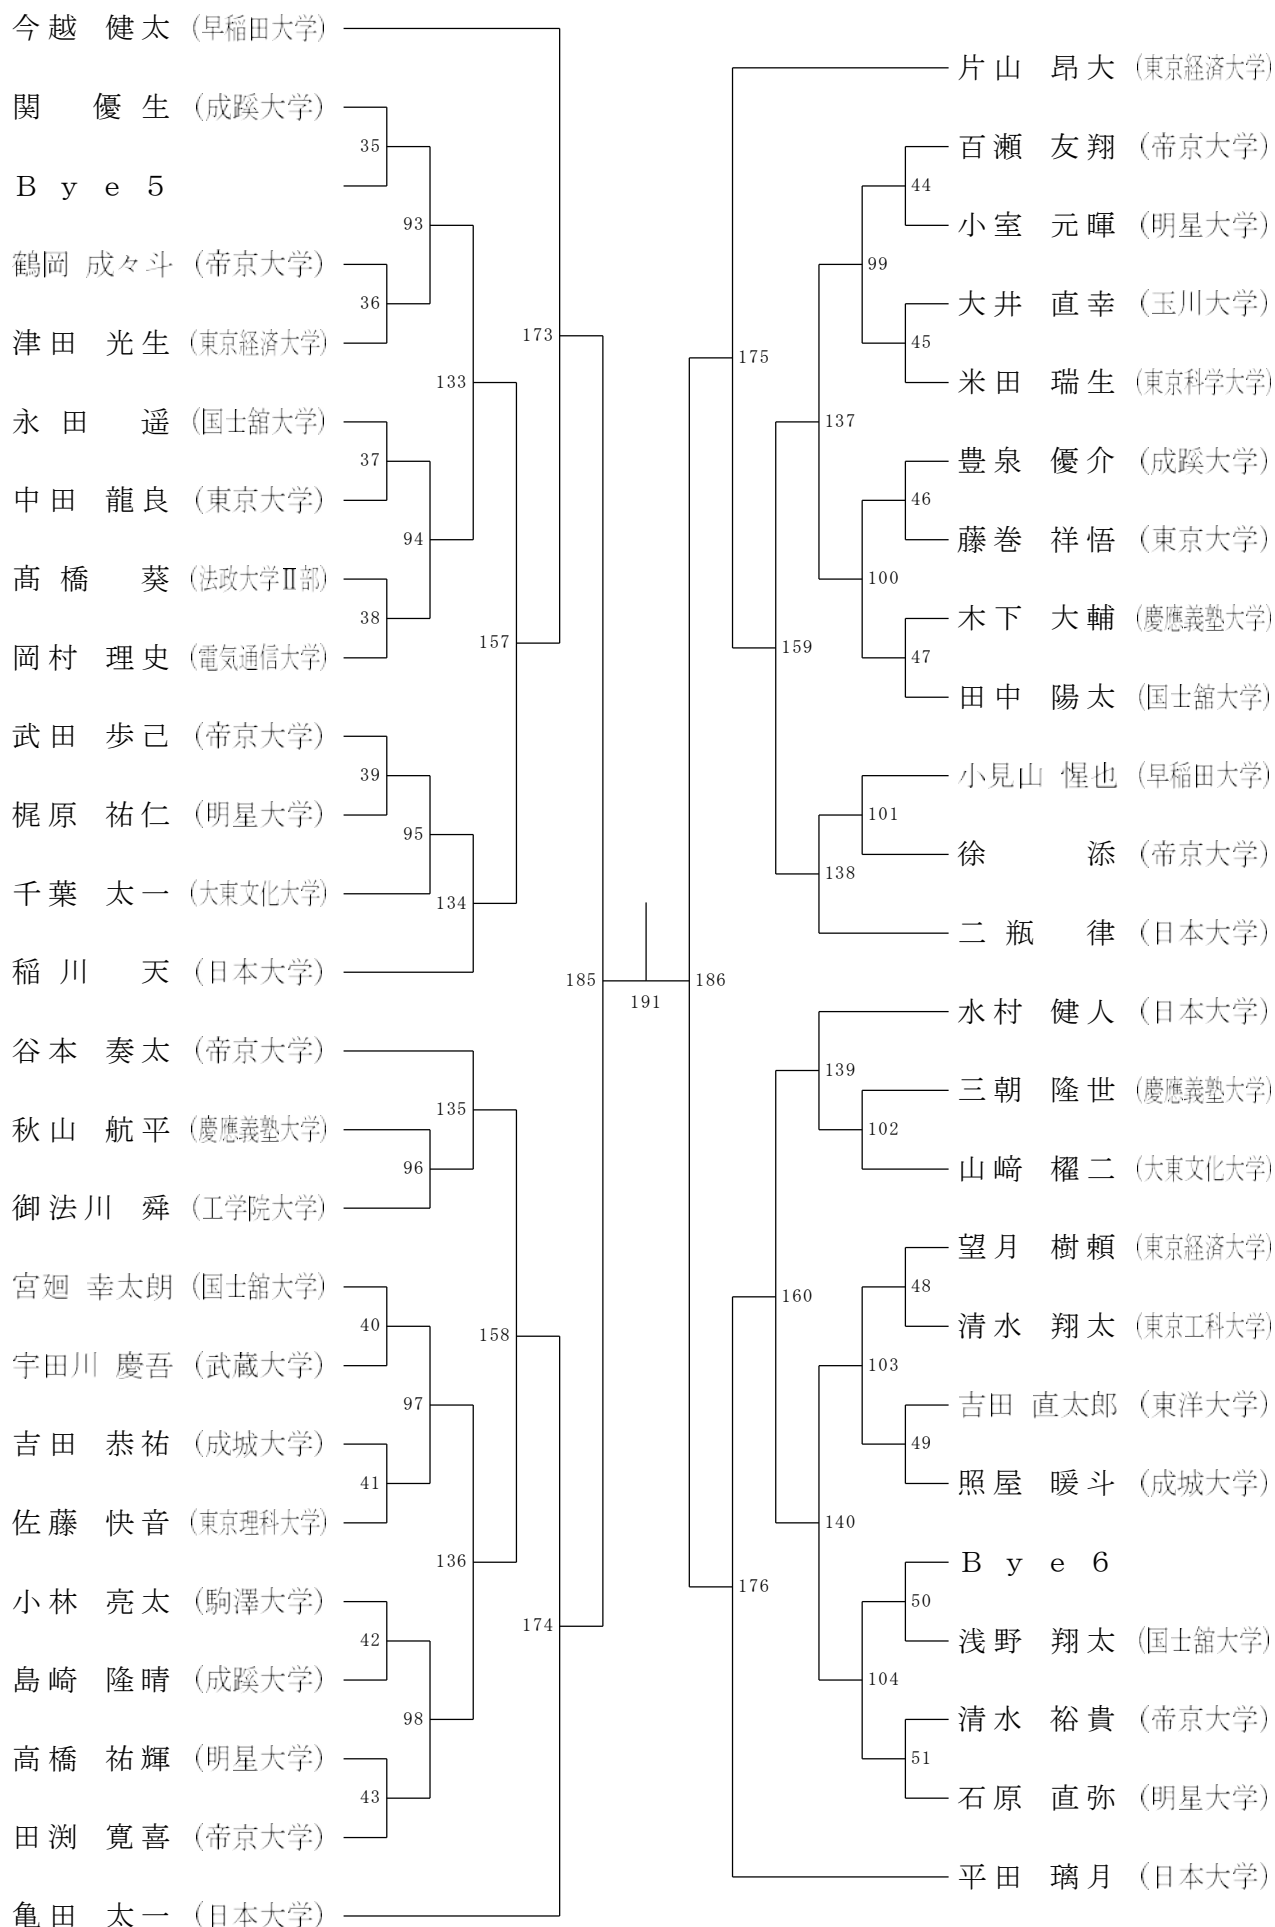 今越 健太 (早稲田大学)
関 優生 (成蹊大学)
35
Ｂｙｅ５
93
鶴岡 成々斗 (帝京大学)
36
津田 光生 (東京経済大学)
173
133
永田 遥 (国士舘大学)
37
中田 龍良 (東京大学)
94
髙橋 葵 (法政大学Ⅱ部)
38
157
岡村 理史 (電気通信大学)
武田 歩己 (帝京大学)
39
梶原 祐仁 (明星大学)
95
千葉 太一 (大東文化大学)
134
稲川 天 (日本大学)
185
191
谷本 奏太 (帝京大学)
135
秋山 航平 (慶應義塾大学)
96
御法川 舜 (工学院大学)
宮廻 幸太朗 (国士舘大学)
40
158
宇田川 慶吾 (武蔵大学)
97
吉田 恭祐 (成城大学)
41
佐藤 快音 (東京理科大学)
136
小林 亮太 (駒澤大学)
174
42
島崎 隆晴 (成蹊大学)
98
高橋 祐輝 (明星大学)
43
田渕 寛喜 (帝京大学)
亀田 太一 (日本大学)
片山 昂大 (東京経済大学)
百瀬 友翔 (帝京大学)
44
小室 元暉 (明星大学)
99
大井 直幸 (玉川大学)
45
175
米田 瑞生 (東京科学大学)
137
豊泉 優介 (成蹊大学)
46
藤巻 祥悟 (東京大学)
100
木下 大輔 (慶應義塾大学)
159
47
田中 陽太 (国士舘大学)
小見山 惺也 (早稲田大学)
101
徐 添 (帝京大学)
138
二瓶 律 (日本大学)
186
水村 健人 (日本大学)
139
三朝 隆世 (慶應義塾大学)
102
山﨑 櫂二 (大東文化大学)
望月 樹頼 (東京経済大学)
48
160
清水 翔太 (東京工科大学)
103
吉田 直太郎 (東洋大学)
49
照屋 暖斗 (成城大学)
140
Ｂｙｅ６
176
50
浅野 翔太 (国士舘大学)
104
清水 裕貴 (帝京大学)
51
石原 直弥 (明星大学)
平田 璃月 (日本大学)